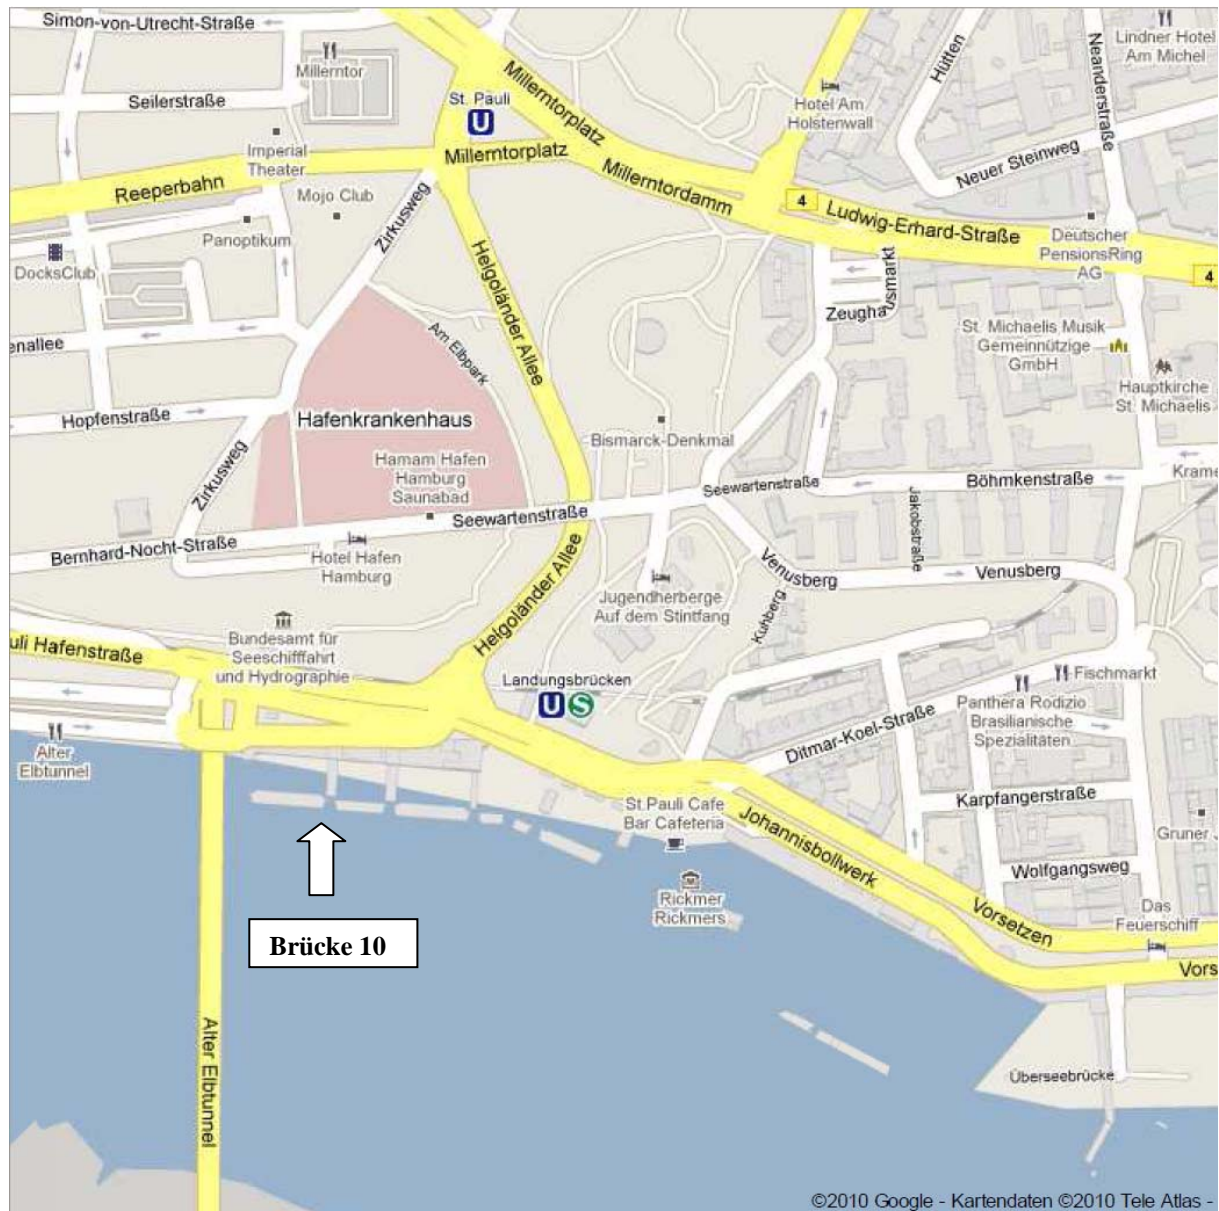 Simon-von-Utrecht-Straße
Millerntor
Seilerstraße
St. Pauli
U
Millerntorplatz
Millerntorplatz
Hotel Am
Holstenwall
Hütten
Neanderstraße
Lindner Hotel
Am Michel
Imperial
Theater
Reeperbahn
Mojo Club
Panoptikum
DocksClub
Zirkusweg
Millerntordamm
4
Ludwig-Erhard-Straße
Neuer Steinweg
Deutscher
PensionsRing
AG
4
Helgoländer Allee
Zeughausmarkt
St. Michaelis Musik
Gemeinnützige
GmbH
Hauptkirche
St. Michaelis
enallee
Am Elbpark
Hopfenstraße
Hafenkrankenhaus
Hamam Hafen
Hamburg
Saunabad
Bismarck-Denkmal
Zirkusweg
Seewartenstraße
Seewartenstraße
Böhmkenstraße
Krame
Jakobstraße
Bernhard-Nocht-Straße
Hotel Hafen
Hamburg
Helgoländer Allee
Jugendherberge
Auf dem Stintfang
Venusberg
Venusberg
Kuhberg
uli Hafenstraße
Bundesamt für
Seeschifffahrt
und Hydrographie
Landungsbrücken
U S
Fischmarkt
Panthera Rodizio
Brasilianische
Spezialitäten
Ditmar-Koel-Straße
Alter
Elbtunnel
St.Pauli Cafe
Bar Cafeteria
Karpfangerstraße
Gruner J
Johannisbollwerk
Wolfgangsweg
Rickmer
Rickmers
Vorsetzen
Das
Feuerschiff
Vors
Brücke 10
Alter Elbtunnel
Überseebrücke
©2010 Google - Kartendaten ©2010 Tele Atlas -